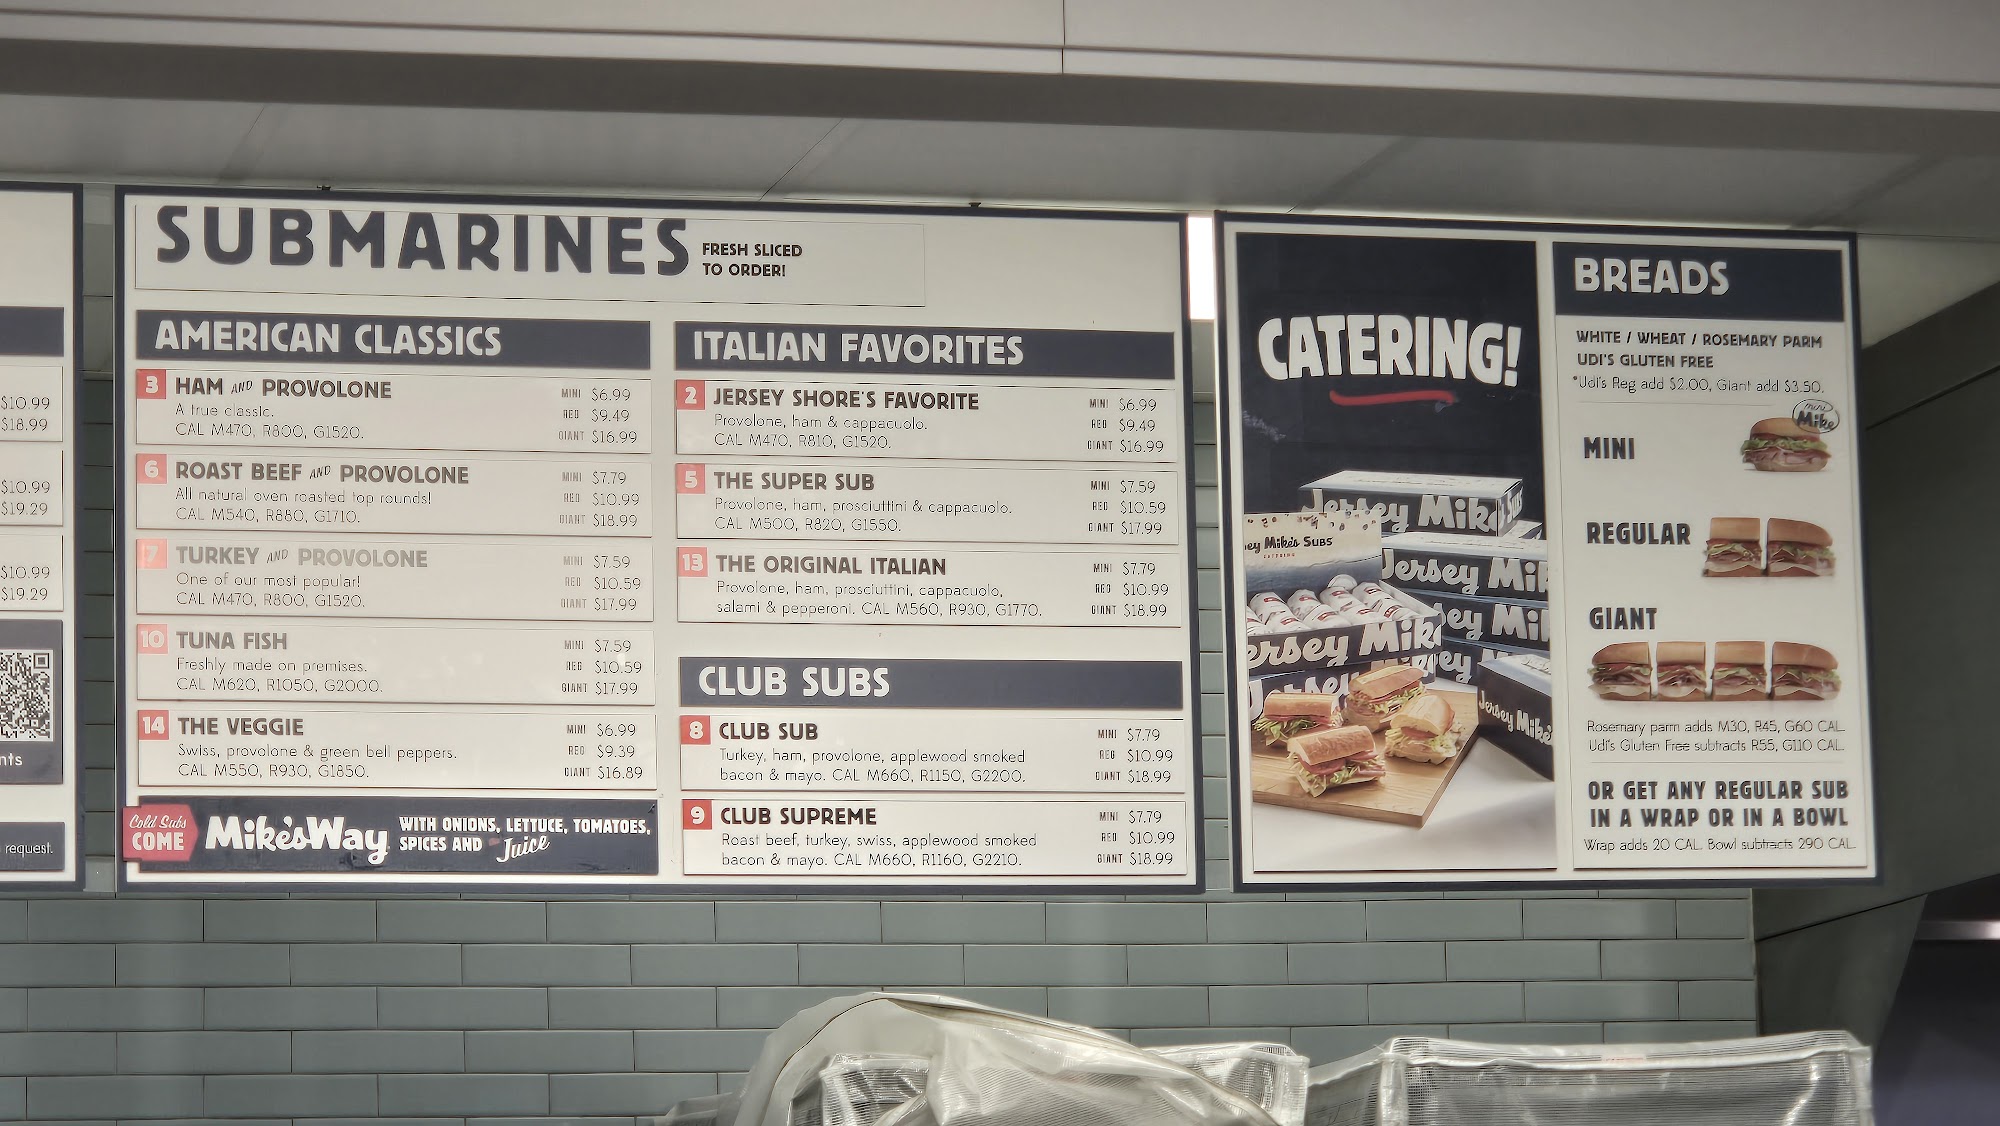 $10.99
$18.99
$10.99
$19.29
$10.99
$19.29
nts
request.
SUBMARINES
FRESH SLICED
TO ORDER!
AMERICAN CLASSICS
3 HAM AND PROVOLONE
A true classic.
CAL M470, R800, G1520.
MINI $6.99
REG $9.49
GIANT $16.99
6 ROAST BEEF AND PROVOLONE
All natural oven roasted top rounds!
CAL M540, R880, G1710.
MINI $7.79
REG $10.99
GIANT $18.99
7 TURKEY AND PROVOLONE
One of our most popular!
CAL M470, R800, G1520.
MINI $7.59
REG $10.59
GIANT $17.99
10 TUNA FISH
Freshly made on premises.
CAL M620, R1050, G2000.
MINI $7.59
REG $10.59
GIANT $17.99
14 THE VEGGIE
Swiss, provolone & green bell peppers.
CAL M550, R930, G1850.
MINI $6.99
REG $9.39
GIANT $16.89
Cold Subs
COME
Mike's Way
WITH ONIONS, LETTUCE, TOMATOES,
SPICES AND Juice
ITALIAN FAVORITES
2 JERSEY SHORE'S FAVORITE
Provolone, ham & cappacuolo.
CAL M470, R810, G1520.
MINI $6.99
REG $9.49
GIANT $16.99
5 THE SUPER SUB
Provolone, ham, prosciuttini & cappacuolo.
CAL M500, R820, G1550.
MINI $7.59
REG $10.59
GIANT $17.99
13 THE ORIGINAL ITALIAN
Provolone, ham, prosciuttini, cappacuolo,
salami & pepperoni. CAL M560, R930, G1770.
MINI $7.79
REG $10.99
GIANT $18.99
CLUB SUBS
8 CLUB SUB
Turkey, ham, provolone, applewood smoked
bacon & mayo. CAL M660, R1150, G2200.
MINI $7.79
REG $10.99
GIANT $18.99
9 CLUB SUPREME
Roast beef, turkey, swiss, applewood smoked
bacon & mayo. CAL M660, R1160, G2210.
MINI $7.79
REG $10.99
GIANT $18.99
CATERING!
Jersey Mike's Subs
ey Mike's SUBS
CATERING
Jersey Mik
ersey Mik
ey Mi
Jersey Mike's
BREADS
WHITE / WHEAT / ROSEMARY PARM
UDI'S GLUTEN FREE
*Udi's Reg add $2.00, Giant add $3.50.
mini
Mike
MINI
REGULAR
GIANT
Rosemary parm adds M30, R45, G60 CAL.
Udi's Gluten Free subtracts R55, G110 CAL.
OR GET ANY REGULAR SUB
IN A WRAP OR IN A BOWL
Wrap adds 20 CAL. Bowl subtracts 290 CAL.